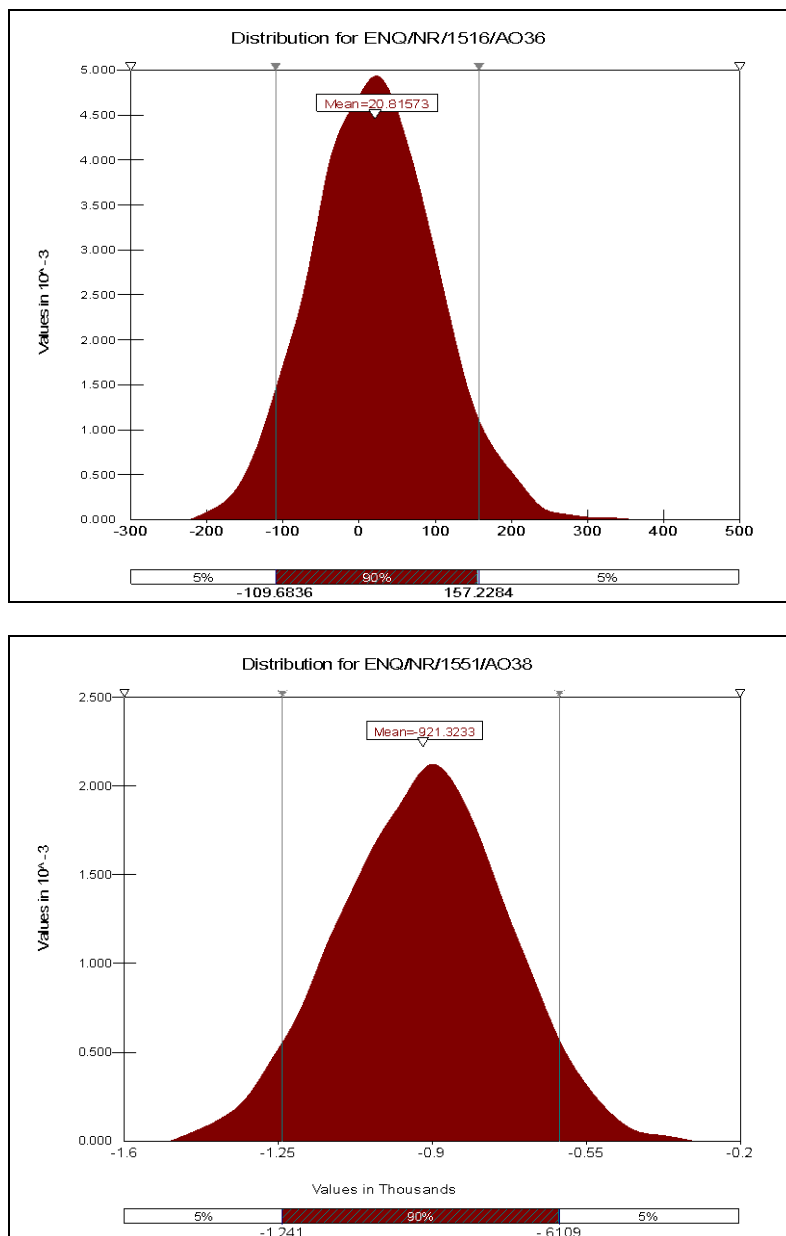 Distribution for ENQ/NR/1516/AO36
5.000
Mean=20.81573
4.500
4.000
3.500
3.000
2.500
2.000
1.500
1.000
0.500
0.000
Values in 10^-3
-300 -200 -100 0 100 200 300 400 500
5% 90% 5%
-109.6836 157.2284
Distribution for ENQ/NR/1551/AO38
2.500
Mean=-921.3233
2.000
1.500
1.000
0.500
0.000
Values in 10^-3
-1.6 -1.25 -0.9 -0.55 -0.2
Values in Thousands
5% 90% 5%
-1.241 -.6109